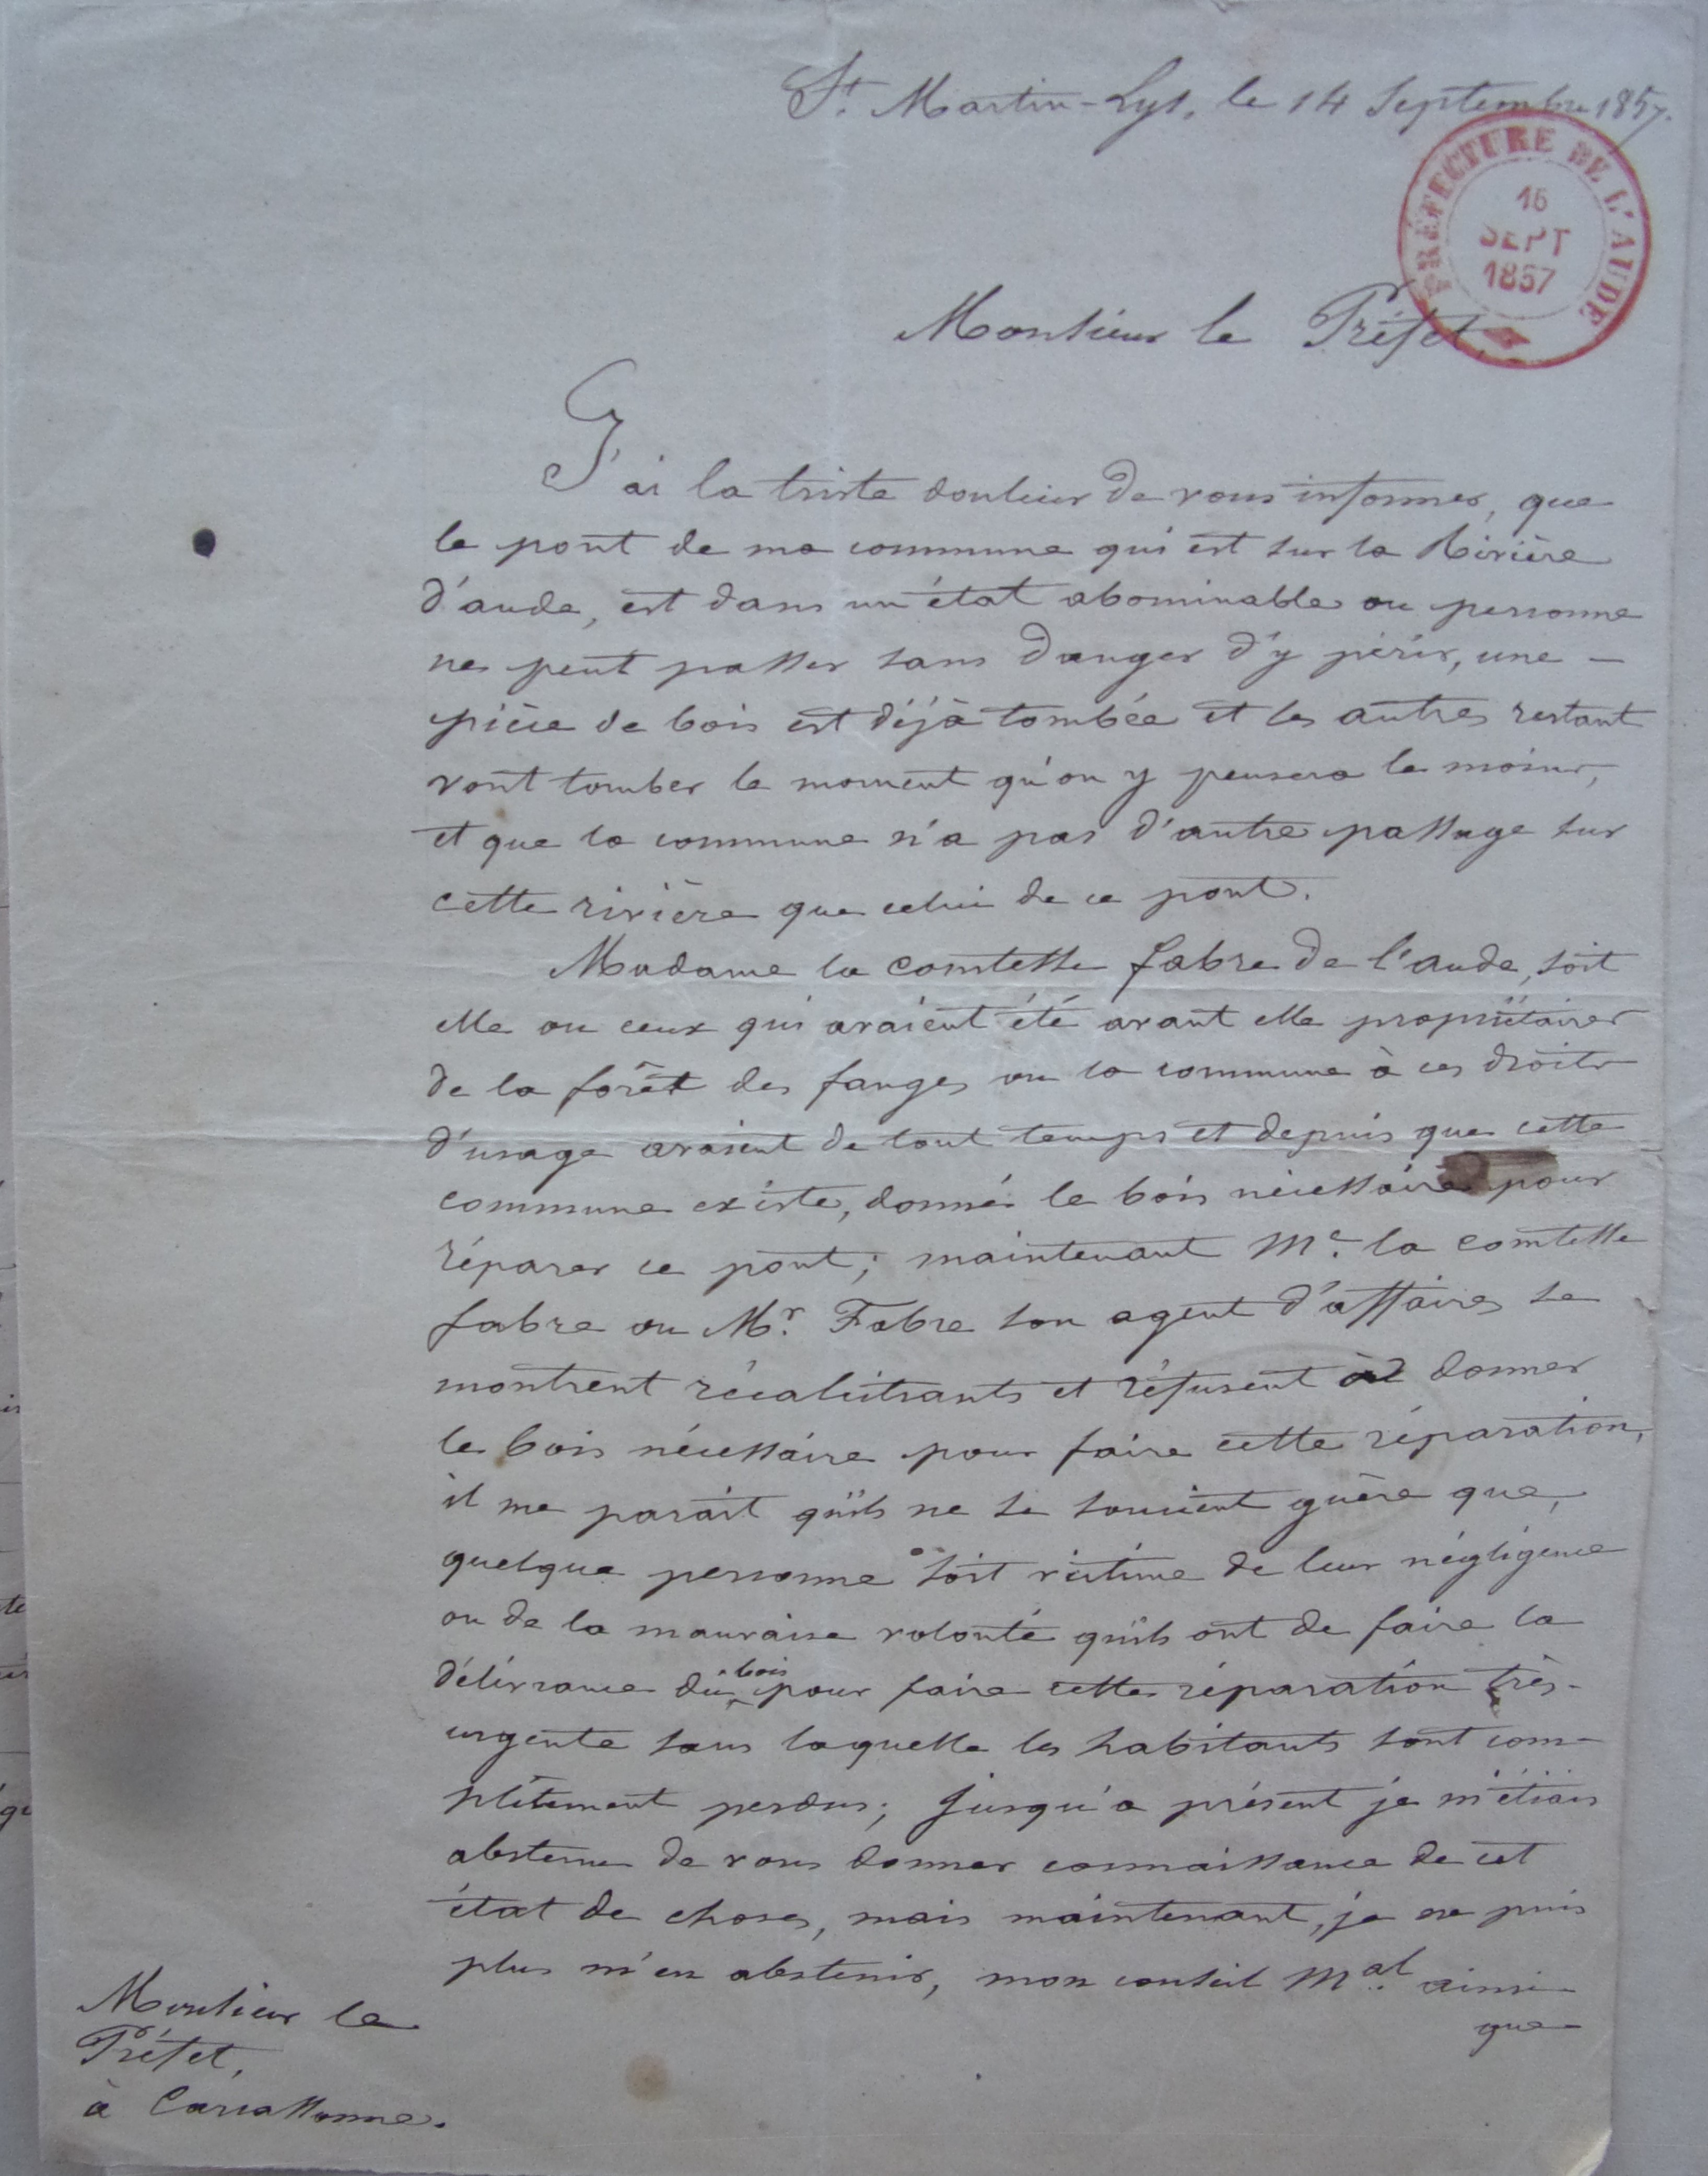 St. Martin-Lys, le 14 Septembre 1857.
PRÉFECTURE DE L'AUDE
16
SEPT
1857
Monsieur le Préfet,
J'ai la triste douleur de vous informer, que
le pont de ma commune qui est sur la Rivière
d'aude, est dans un état abominable ou personne
ne peut passer sans danger d'y périr, une —
pièce de bois est déjà tombée et les autres restant
vont tomber le moment qu'on y pensera le moins,
et que la commune n'a pas d'autre passage sur
cette rivière que celui de ce pont.
Madame la comtesse fabre de l'aude, soit
elle ou ceux qui avaient été avant elle propriétaires
de la forêt des fanges ou la commune à ces droits
d'usage avaient de tout temps et depuis que cette
commune existe, donné le bois nécessaire pour
réparer ce pont; maintenant Me. la comtesse
fabre ou Mr. Fabre son agent d'affaires se
montrent récalcitrants et réfusent à donner
le bois nécessaire pour faire cette réparation,
il me parait qu'ils ne se soucient guère que,
quelque personne soit victime de leur négligence
ou de la mauvaise volonté qu'ils ont de faire la
délivrance du bois pour faire cette réparation très-
urgente sans laquelle les habitants sont com-
plètement perdus; jusqu'a présent je m'étiais
abstenu de vous donner connaissance de cet
état de choses, mais maintenant, je ne puis
plus m'en abstenir, mon conseil Mal. ainsi
que
Monsieur le
Préfet,
à Carcassonne.